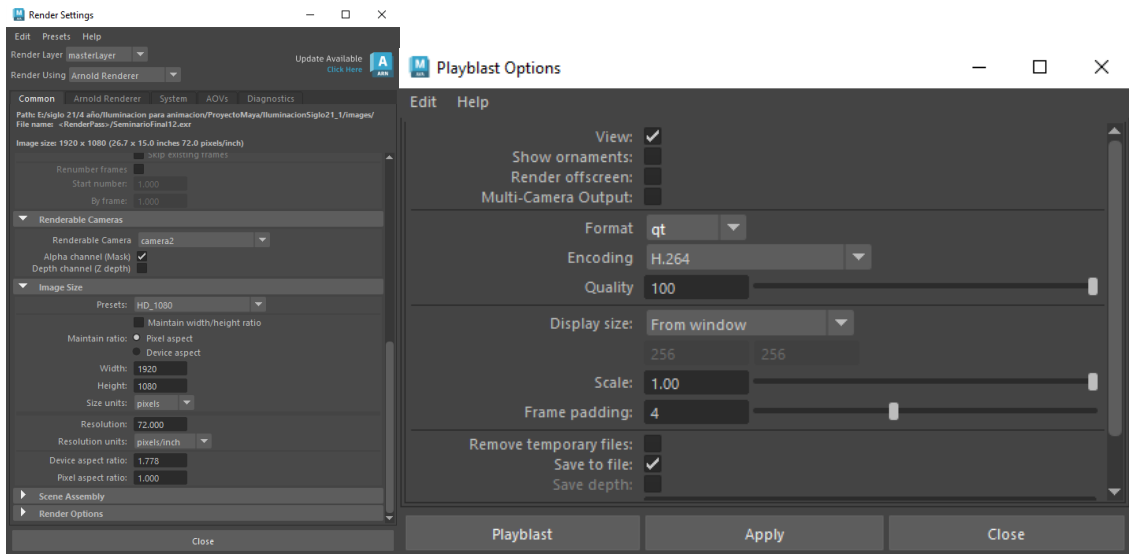 Render Settings
Edit Presets Help
Render Layer masterLayer
Update Available
Click Here
A
ARN
Render Using Arnold Renderer
Common Arnold Renderer System AOVs Diagnostics
Path: E:/siglo 21/4 año/Iluminacion para animacion/ProyectoMaya/IluminacionSiglo21_1/images/
File name: <RenderPass>/SeminarioFinal12.exr
Image size: 1920 x 1080 (26.7 x 15.0 inches 72.0 pixels/inch)
Skip existing frames
Renumber frames
Start number: 1.000
By frame: 1.000
Renderable Cameras
Renderable Camera camera2
Alpha channel (Mask)
Depth channel (Z depth)
Image Size
Presets: HD_1080
Maintain width/height ratio
Maintain ratio: Pixel aspect
Device aspect
Width: 1920
Height: 1080
Size units: pixels
Resolution: 72.000
Resolution units: pixels/inch
Device aspect ratio: 1.778
Pixel aspect ratio: 1.000
Scene Assembly
Render Options
Close
Playblast Options
Edit Help
View:
Show ornaments:
Render offscreen:
Multi-Camera Output:
Format qt
Encoding H.264
Quality 100
Display size: From window
256 256
Scale: 1.00
Frame padding: 4
Remove temporary files:
Save to file:
Save depth:
Playblast Apply Close